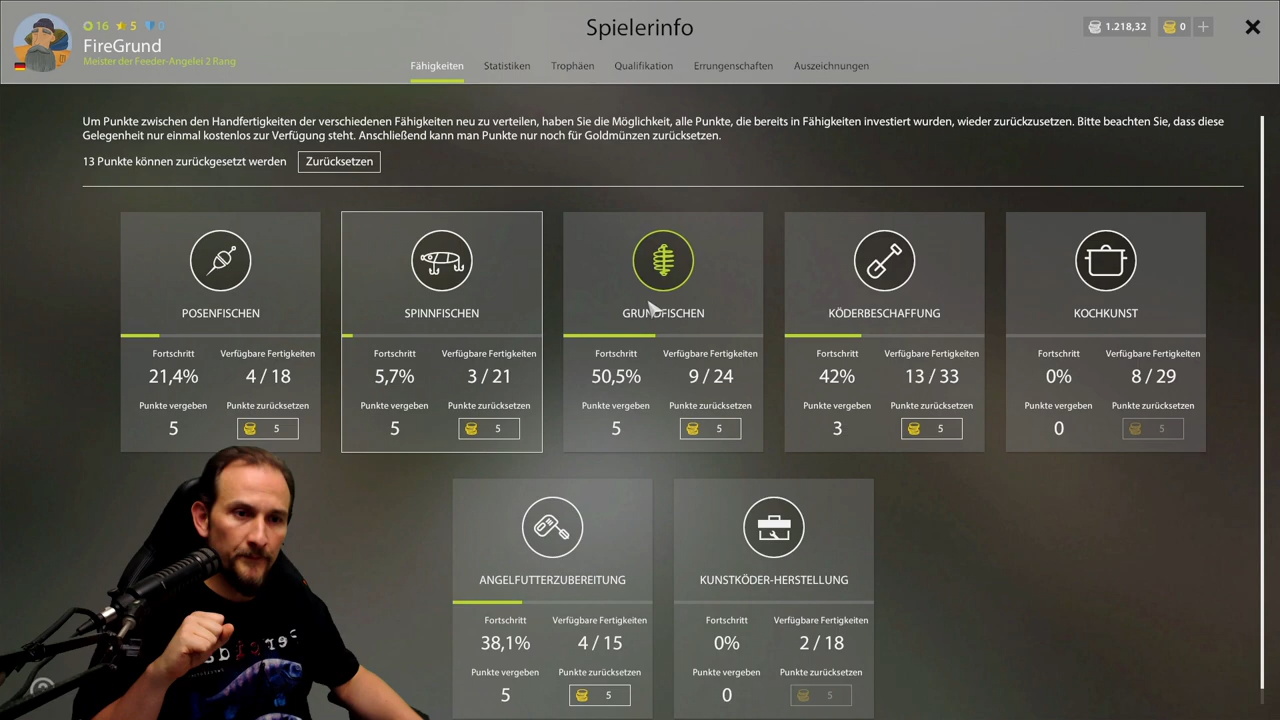 16 5 0
FireGrund
Meister der Feeder-Angelei 2 Rang
Spielerinfo
1.218,32 0
Fähigkeiten Statistiken Trophäen Qualifikation Errungenschaften Auszeichnungen
Um Punkte zwischen den Handfertigkeiten der verschiedenen Fähigkeiten neu zu verteilen, haben Sie die Möglichkeit, alle Punkte, die bereits in Fähigkeiten investiert wurden, wieder zurückzusetzen. Bitte beachten Sie, dass diese
Gelegenheit nur einmal kostenlos zur Verfügung steht. Anschließend kann man Punkte nur noch für Goldmünzen zurücksetzen.
13 Punkte können zurückgesetzt werden Zurücksetzen
POSENFISCHEN
Fortschritt Verfügbare Fertigkeiten
21,4% 4 / 18
Punkte vergeben Punkte zurücksetzen
5 5
SPINNFISCHEN
Fortschritt Verfügbare Fertigkeiten
5,7% 3 / 21
Punkte vergeben Punkte zurücksetzen
5 5
GRUNDFISCHEN
Fortschritt Verfügbare Fertigkeiten
50,5% 9 / 24
Punkte vergeben Punkte zurücksetzen
5 5
KÖDERBESCHAFFUNG
Fortschritt Verfügbare Fertigkeiten
42% 13 / 33
Punkte vergeben Punkte zurücksetzen
3 5
KOCHKUNST
Fortschritt Verfügbare Fertigkeiten
0% 8 / 29
Punkte vergeben Punkte zurücksetzen
0 5
ANGELFUTTERZUBEREITUNG
Fortschritt Verfügbare Fertigkeiten
38,1% 4 / 15
Punkte vergeben Punkte zurücksetzen
5 5
KUNSTKÖDER-HERSTELLUNG
Fortschritt Verfügbare Fertigkeiten
0% 2 / 18
Punkte vergeben Punkte zurücksetzen
0 5